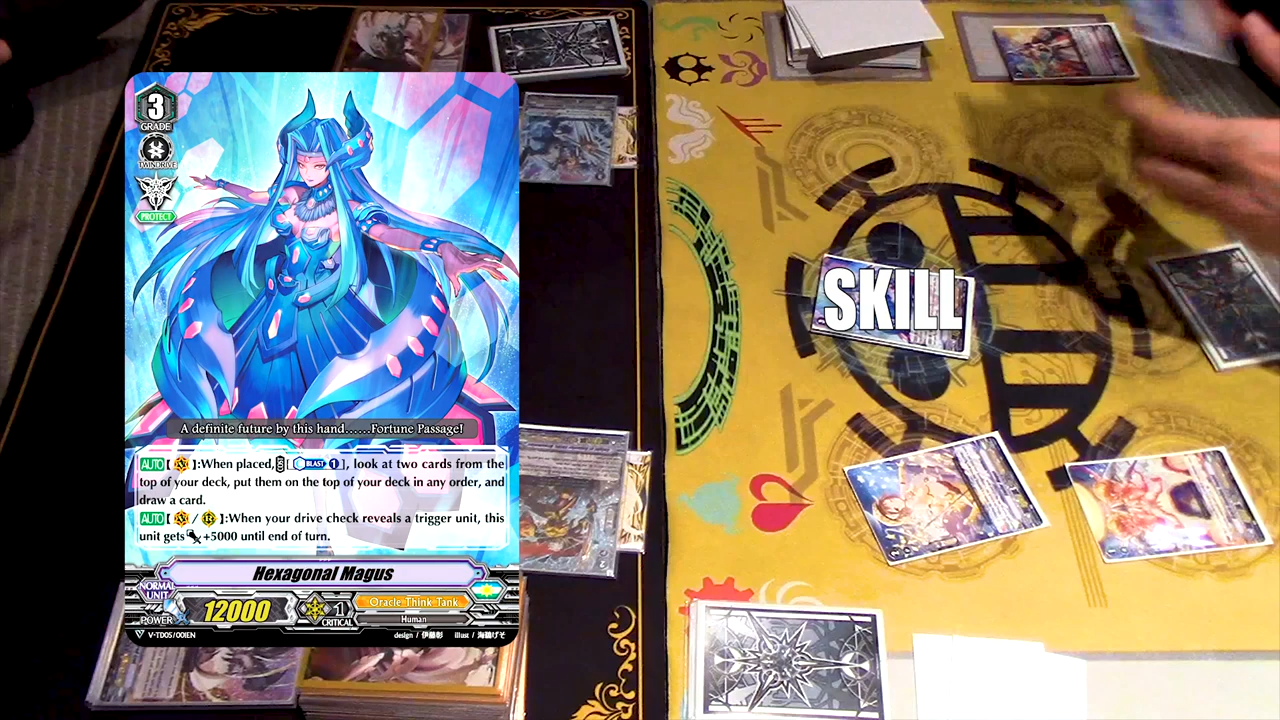 3
GRADE
TWINDRIVE
PROTECT
A definite future by this hand......Fortune Passage!
AUTO【 / 】:When placed, [ BLAST 1 ], look at two cards from the
top of your deck, put them on the top of your deck in any order, and
draw a card.
AUTO【 / 】:When your drive check reveals a trigger unit, this
unit gets +5000 until end of turn.
Hexagonal Magus
NORMAL
UNIT
POWER
12000
1
CRITICAL
Oracle Think Tank
Human
V-TD05/001EN
design / 伊藤彰
illust / 海鵜げそ
SKILL